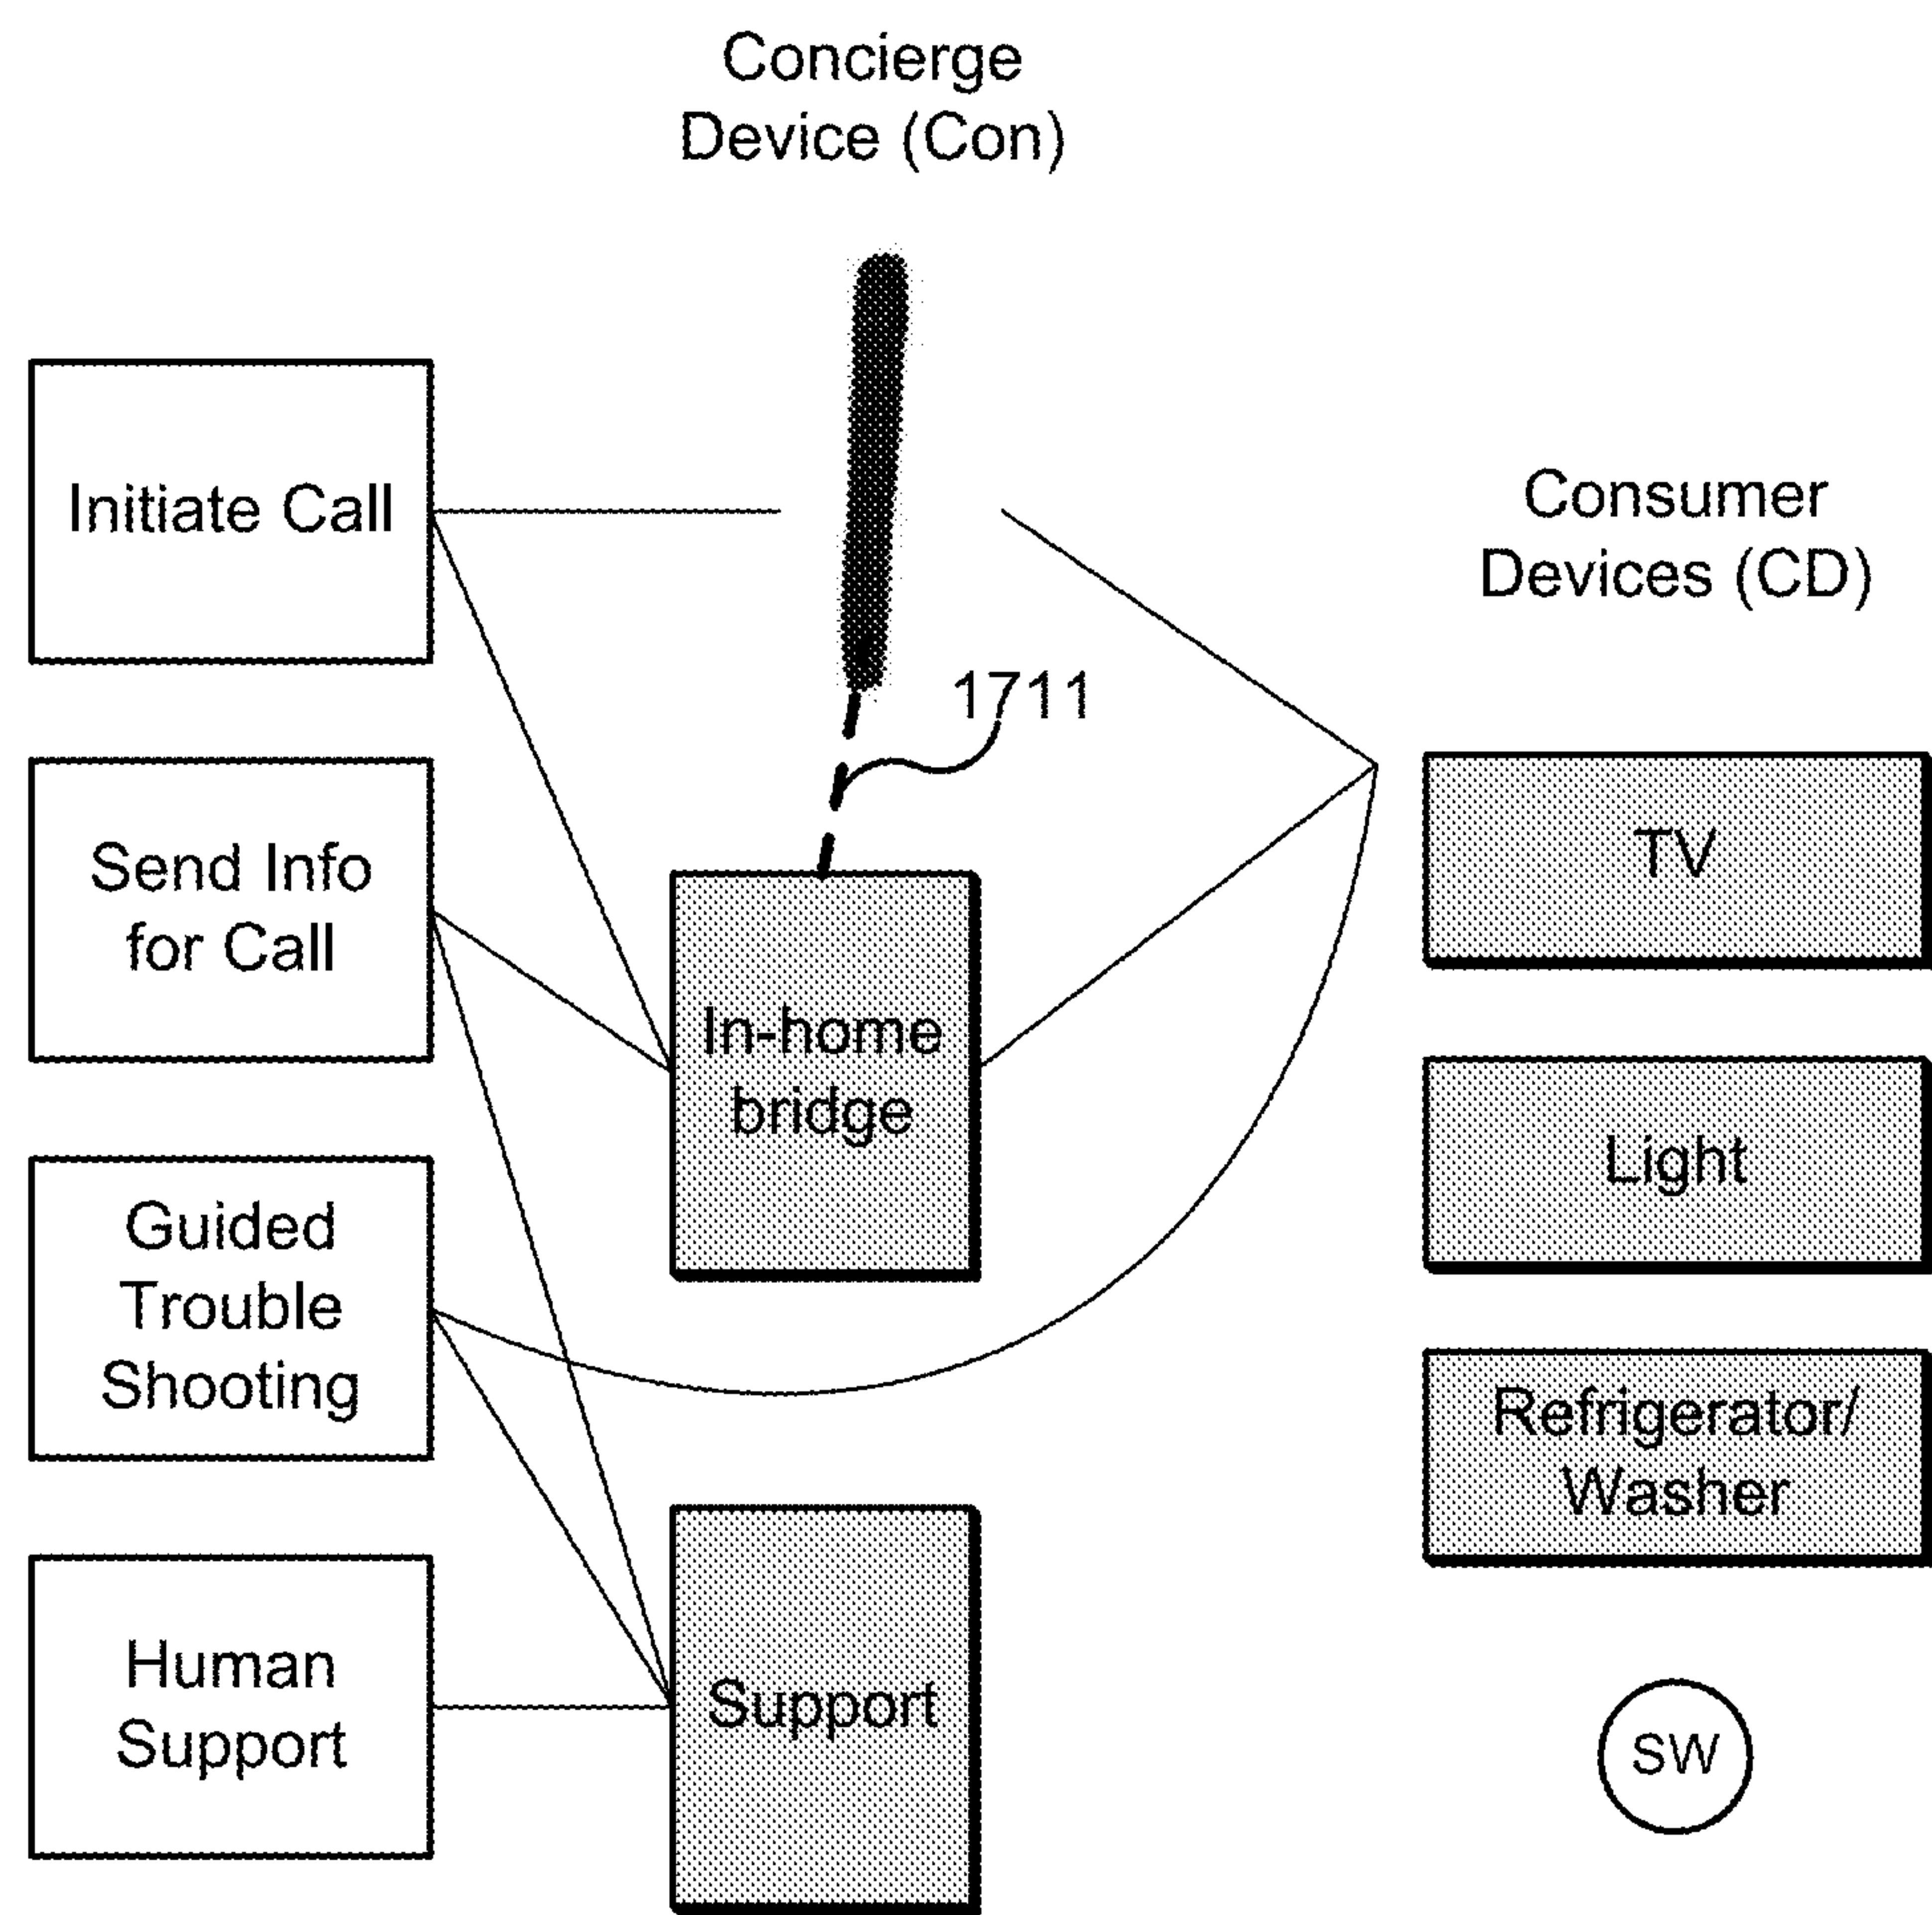 Concierge
Device (Con)
Initiate Call
Consumer
Devices (CD)
1711
Send Info
for Call
TV
In-home
bridge
Light
Guided
Trouble
Shooting
Refrigerator/
Washer
Human
Support
Support
SW